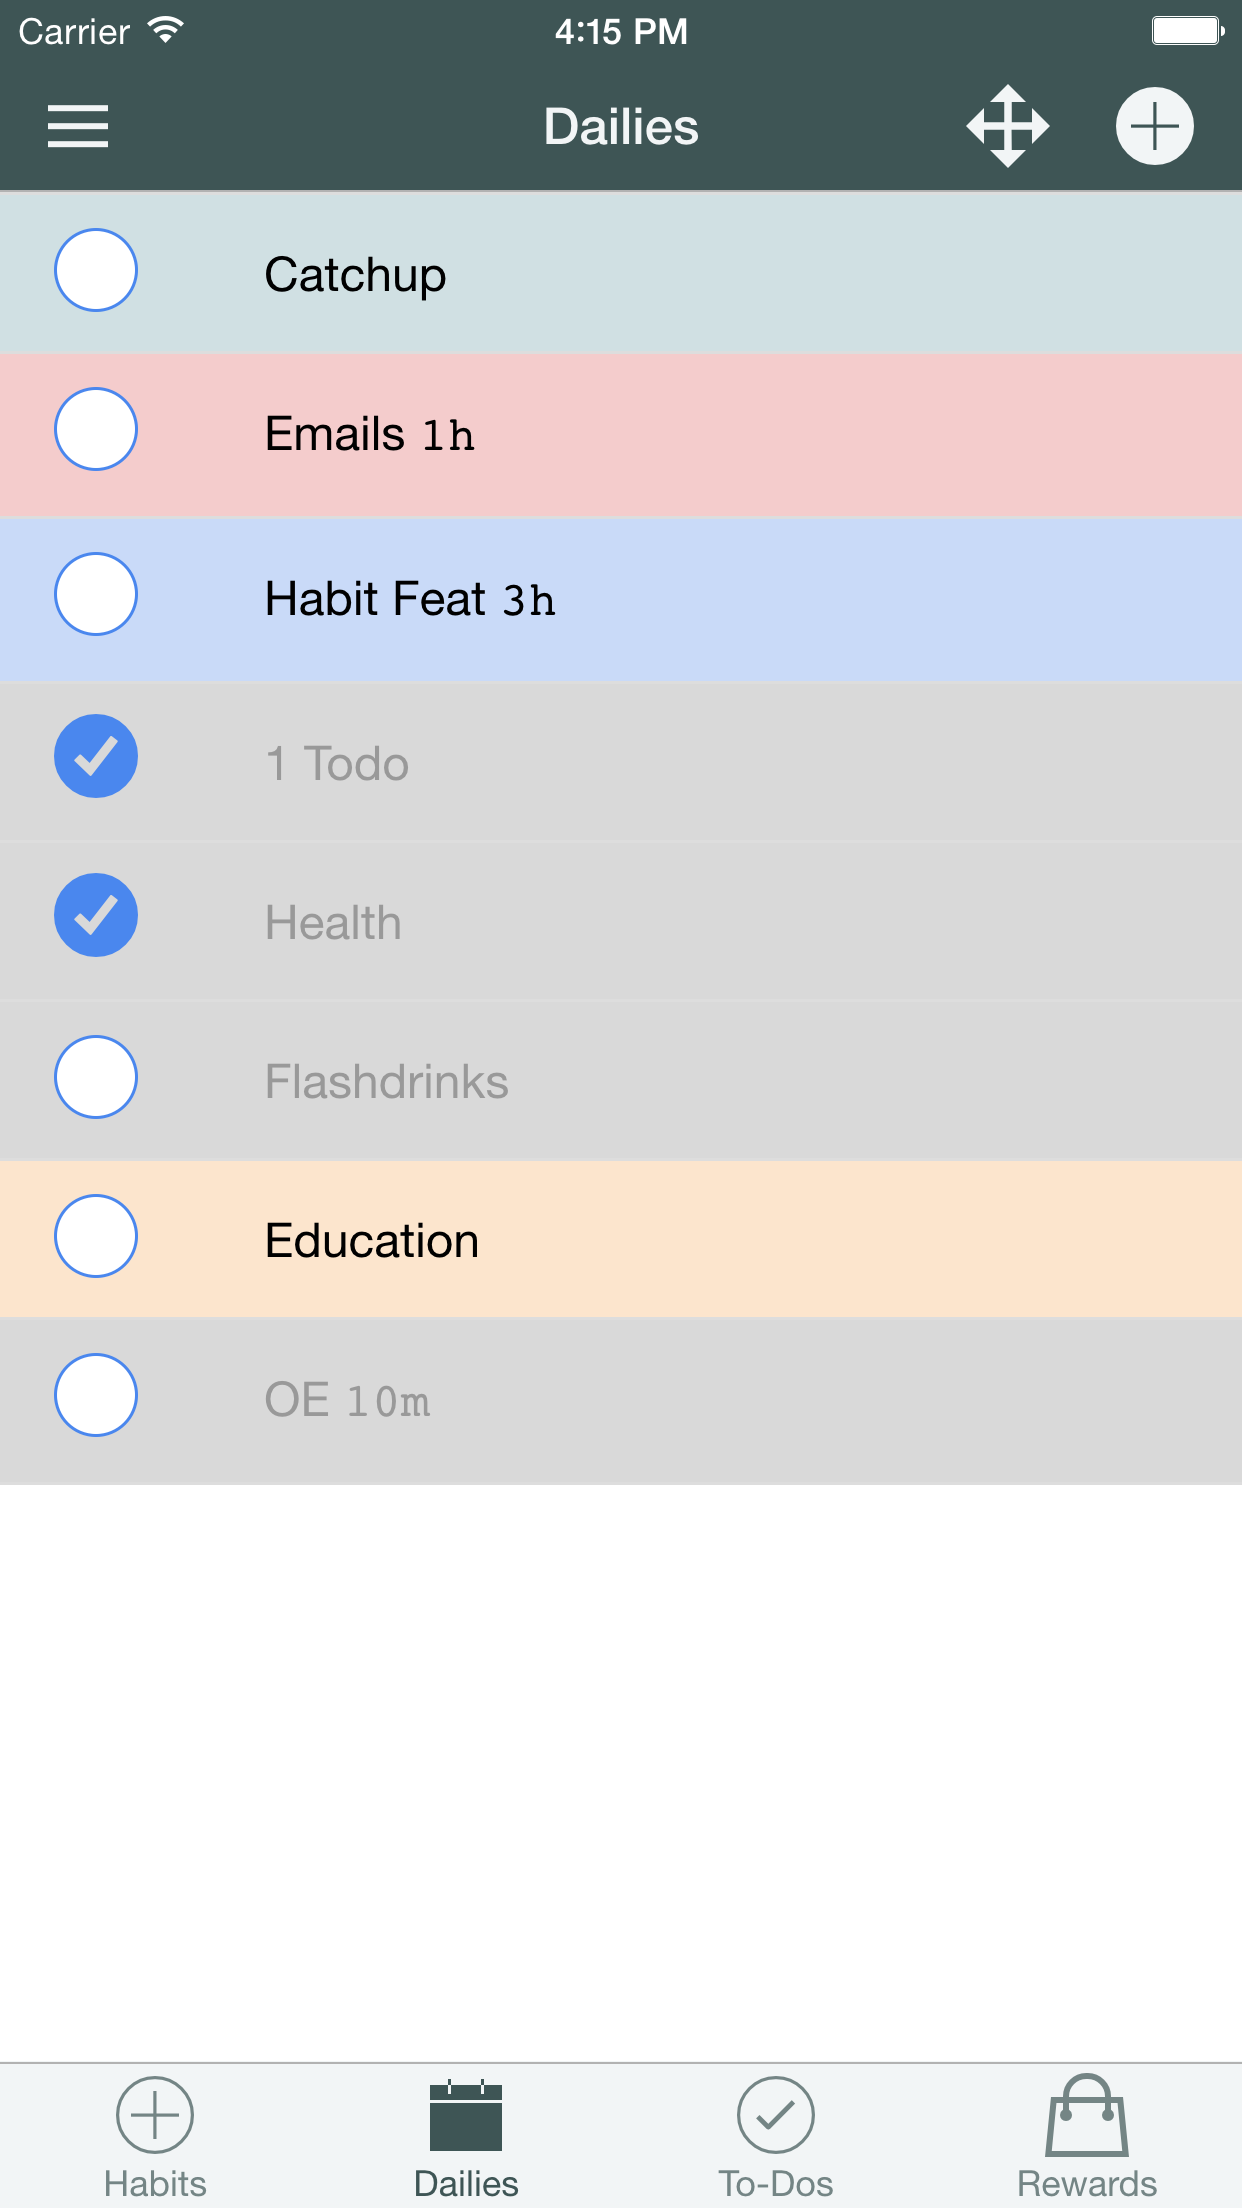 Carrier 4:15 PM
Dailies
Catchup
Emails 1h
Habit Feat 3h
1 Todo
Health
Flashdrinks
Education
OE 10m
Habits Dailies To-Dos Rewards